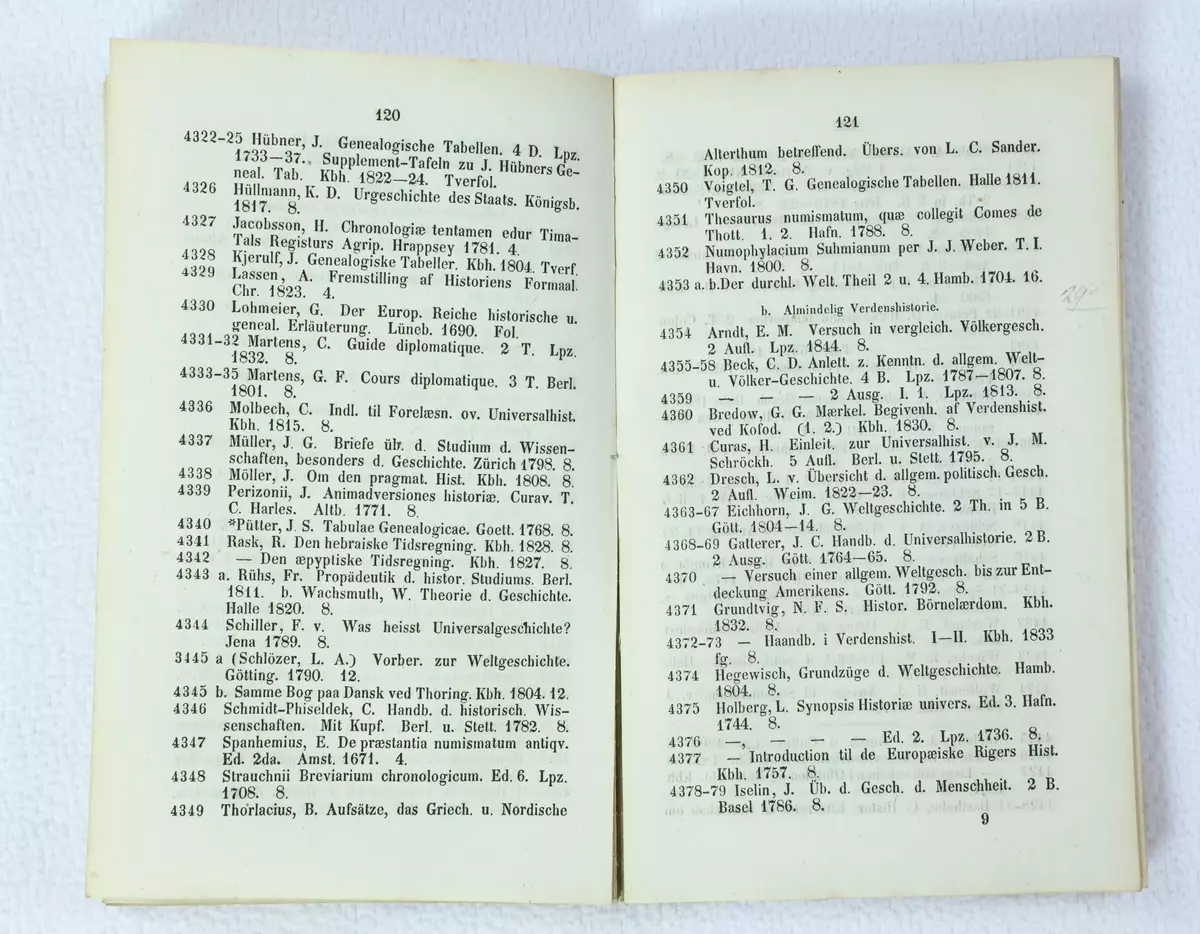 120
4322-25 Hübner, J. Genealogische Tabellen. 4 D. Lpz.
1733—37. Supplement-Tafeln zu J. Hübners Ge-
neal. Tab. Kbh. 1822—24. Tverfol.
4326 Hüllmann, K. D. Urgeschichte des Staats. Königsb.
1817. 8.
4327 Jacobsson, H. Chronologiæ tentamen edur Tima-
Tals Registurs Agrip. Hrappsey 1781. 4.
4328 Kjerulf, J. Genealogiske Tabeller. Kbh. 1804. Tverf.
4329 Lassen, A. Fremstilling af Historiens Formaal.
Chr. 1823. 4.
4330 Lohmeier, G. Der Europ. Reiche historische u.
geneal. Erläuterung. Lüneb. 1690. Fol.
4331-32 Martens, C. Guide diplomatique. 2 T. Lpz.
1832. 8.
4333-35 Martens, G. F. Cours diplomatique. 3 T. Berl.
1801. 8.
4336 Molbech, C. Indl. til Forelæsn. ov. Universalhist.
Kbh. 1815. 8.
4337 Müller, J. G. Briefe üb. d. Studium d. Wissen-
schaften, besonders d. Geschichte. Zürich 1798. 8.
4338 Möller, J. Om den pragmat. Hist. Kbh. 1808. 8.
4339 Perizonii, J. Animadversiones historiæ. Curav. T.
C. Harles. Altb. 1771. 8.
4340 *Pütter, J. S. Tabulae Genealogicae. Goett. 1768. 8.
4341 Rask, R. Den hebraiske Tidsregning. Kbh. 1828. 8.
4342 — Den æpyptiske Tidsregning. Kbh. 1827. 8.
4343 a. Rühs, Fr. Propädeutik d. histor. Studiums. Berl.
1811. b. Wachsmuth, W. Theorie d. Geschichte.
Halle 1820. 8.
4344 Schiller, F. v. Was heisst Universalgeschichte?
Jena 1789. 8.
3445 a (Schlözer, L. A.) Vorber. zur Weltgeschichte.
Götting. 1790. 12.
4345 b. Samme Bog paa Dansk ved Thoring. Kbh. 1804. 12.
4346 Schmidt-Phiseldek, C. Handb. d. historisch. Wis-
senschaften. Mit Kupf. Berl. u. Stett. 1782. 8.
4347 Spanhemius, E. De præstantia numismatum antiqv.
Ed. 2da. Amst. 1671. 4.
4348 Strauchnii Breviarium chronologicum. Ed. 6. Lpz.
1708. 8.
4349 Thorlacius, B. Aufsätze, das Griech. u. Nordische
121
Alterthum betreffend. Übers. von L. C. Sander.
Kop. 1812. 8.
4350 Voigtel, T. G. Genealogische Tabellen. Halle 1811.
Tverfol.
4351 Thesaurus numismatum, quæ collegit Comes de
Thott. 1. 2. Hafn. 1788. 8.
4352 Numophylacium Suhmianum per J. J. Weber. T. I.
Havn. 1800. 8.
4353 a. b. Der durchl. Welt. Theil 2 u. 4. Hamb. 1704. 16.
b. Almindelig Verdenshistorie.
4354 Arndt, E. M. Versuch in vergleich. Völkergesch.
2 Aufl. Lpz. 1844. 8.
4355-58 Beck, C. D. Anlett. z. Kenntn. d. allgem. Welt-
u. Völker-Geschichte. 4 B. Lpz. 1787—1807. 8.
4359 — — — 2 Ausg. I. 1. Lpz. 1813. 8.
4360 Bredow, G. G. Mærkel. Begivenh. af Verdenshist.
ved Kofod. (1. 2.) Kbh. 1830. 8.
4361 Curas, H. Einleit. zur Universalhist. v. J. M.
Schröckh. 5 Aufl. Berl. u. Stett. 1795. 8.
4362 Dresch, L. v. Übersicht d. allgem. politisch. Gesch.
2 Aufl. Weim. 1822—23. 8.
4363-67 Eichhorn, J. G. Weltgeschichte. 2 Th. in 5 B.
Gött. 1804—14. 8.
4368-69 Gatterer, J. C. Handb. d. Universalhistorie. 2 B.
2 Ausg. Gött. 1764—65. 8.
4370 — Versuch einer allgem. Weltgesch. bis zur Ent-
deckung Amerikens. Gött. 1792. 8.
4371 Grundtvig, N. F. S. Histor. Börnelærdom. Kbh.
1832. 8.
4372-73 — Haandb. i Verdenshist. I—II. Kbh. 1833
fg. 8.
4374 Hegewisch, Grundzüge d. Weltgeschichte. Hamb.
1804. 8.
4375 Holberg, L. Synopsis Historiæ univers. Ed. 3. Hafn.
1744. 8.
4376 —, — — — Ed. 2. Lpz. 1736. 8.
4377 — Introduction til de Europæiske Rigers Hist.
Kbh. 1757. 8.
4378-79 Iselin, J. Üb. d. Gesch. d. Menschheit. 2 B.
Basel 1786. 8.
9